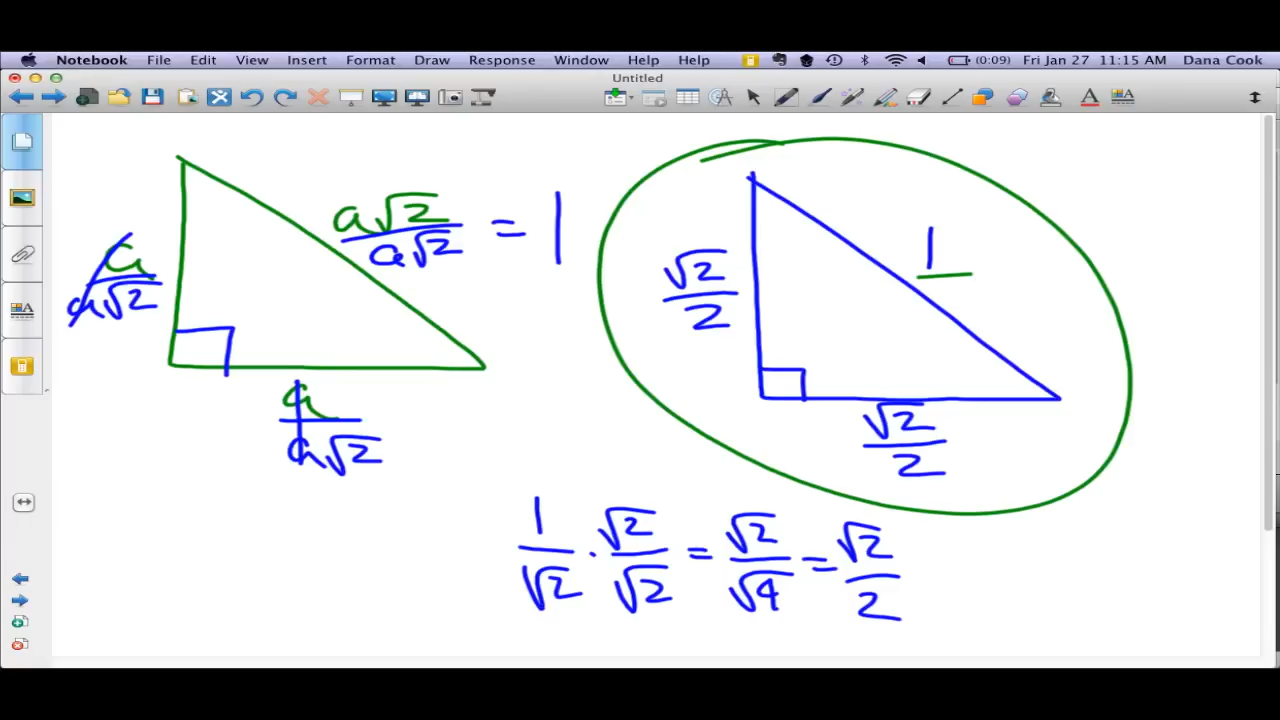 Notebook File Edit View Insert Format Draw Response Window Help Help (0:09) Fri Jan 27 11:15 AM Dana Cook
Untitled
a√2/a√2 = 1
a/a√2
a/a√2
√2/2
1
√2/2
1/√2 · √2/√2 = √2/√4 = √2/2